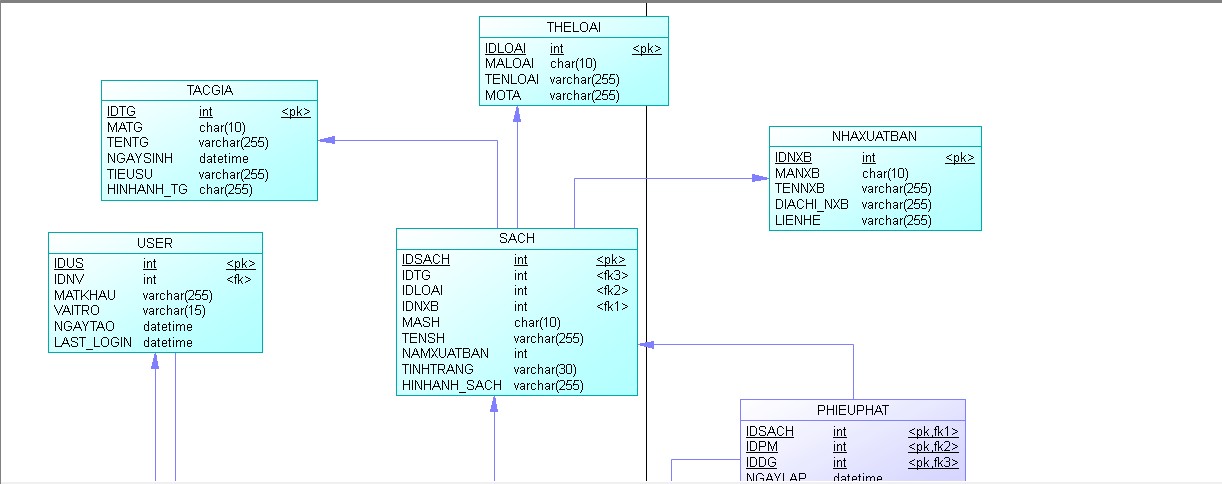 THELOAI
IDLOAI int <pk>
MALOAI char(10)
TENLOAI varchar(255)
MOTA varchar(255)
TACGIA
IDTG int <pk>
MATG char(10)
TENTG varchar(255)
NGAYSINH datetime
TIEUSU varchar(255)
HINHANH_TG char(255)
NHAXUATBAN
IDNXB int <pk>
MANXB char(10)
TENNXB varchar(255)
DIACHI_NXB varchar(255)
LIENHE varchar(255)
USER
IDUS int <pk>
IDNV int <fk>
MATKHAU varchar(255)
VAITRO varchar(15)
NGAYTAO datetime
LAST_LOGIN datetime
SACH
IDSACH int <pk>
IDTG int <fk3>
IDLOAI int <fk2>
IDNXB int <fk1>
MASH char(10)
TENSH varchar(255)
NAMXUATBAN int
TINHTRANG varchar(30)
HINHANH_SACH varchar(255)
PHIEUPHAT
IDSACH int <pk,fk1>
IDPM int <pk,fk2>
IDDG int <pk,fk3>
NGAYLAP datetime